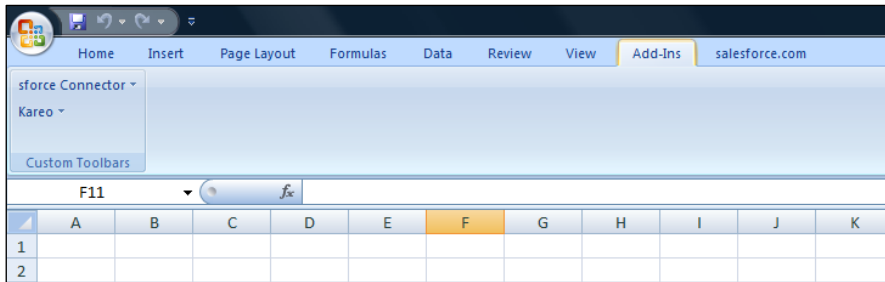 Home Insert Page Layout Formulas Data Review View Add-Ins salesforce.com
sforce Connector
Kareo
Custom Toolbars
F11 fx
A B C D E F G H I J K
1
2